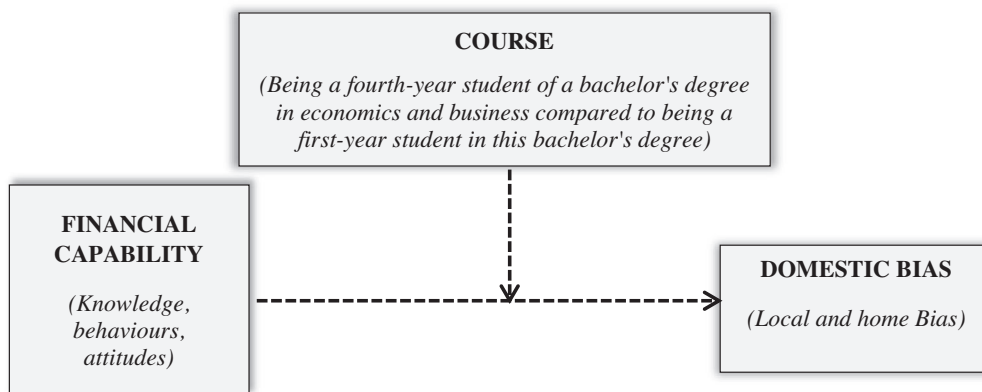 COURSE
(Being a fourth-year student of a bachelor's degree
in economics and business compared to being a
first-year student in this bachelor's degree)
FINANCIAL
CAPABILITY
(Knowledge,
behaviours,
attitudes)
DOMESTIC BIAS
(Local and home Bias)